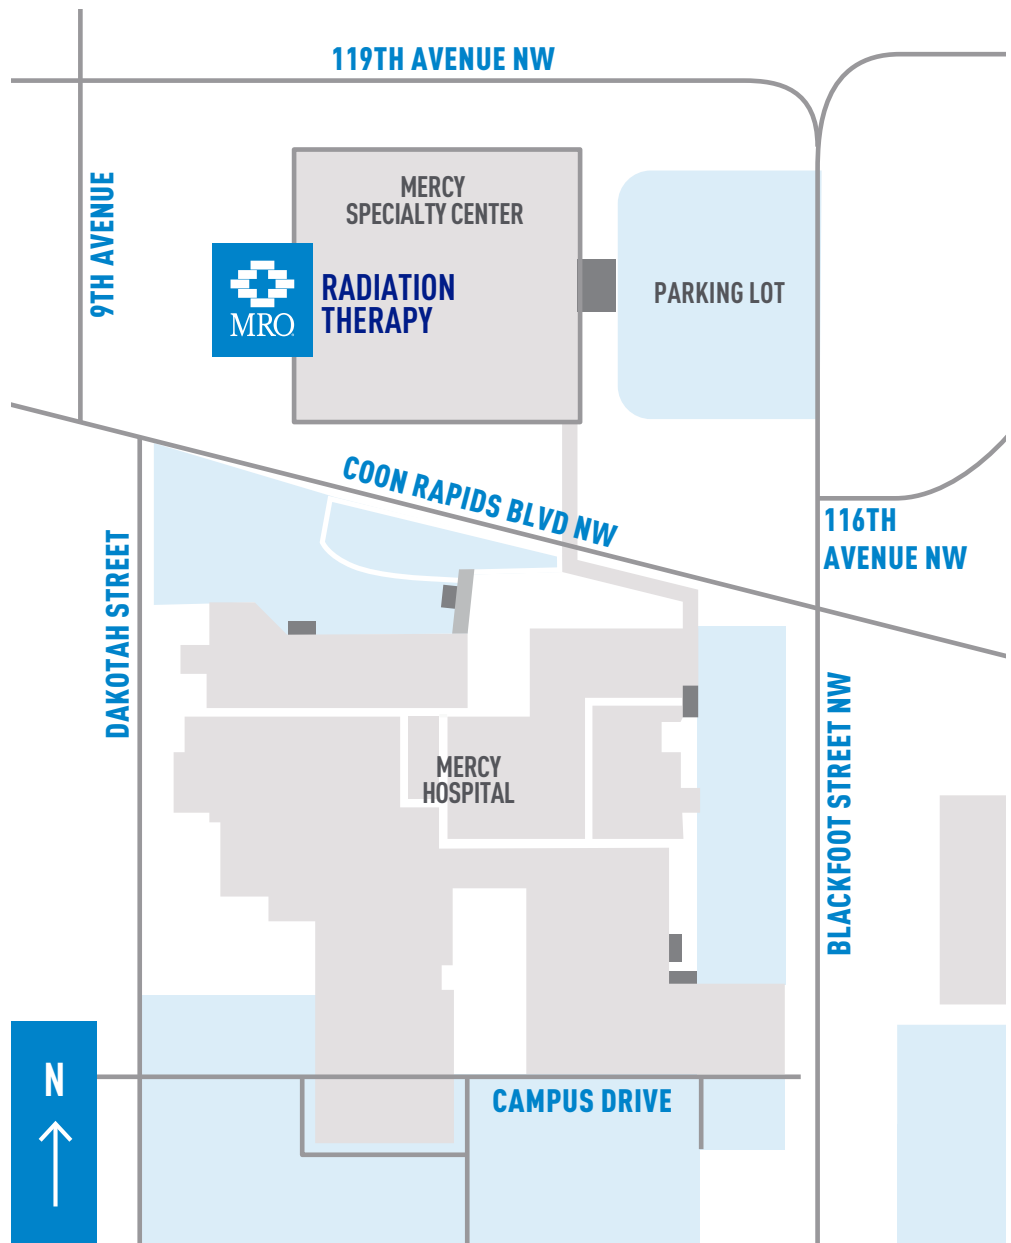 119TH AVENUE NW
9TH AVENUE
MERCY
SPECIALTY CENTER
MRO
RADIATION
THERAPY
PARKING LOT
COON RAPIDS BLVD NW
116TH
AVENUE NW
DAKOTAH STREET
BLACKFOOT STREET NW
MERCY
HOSPITAL
N
CAMPUS DRIVE